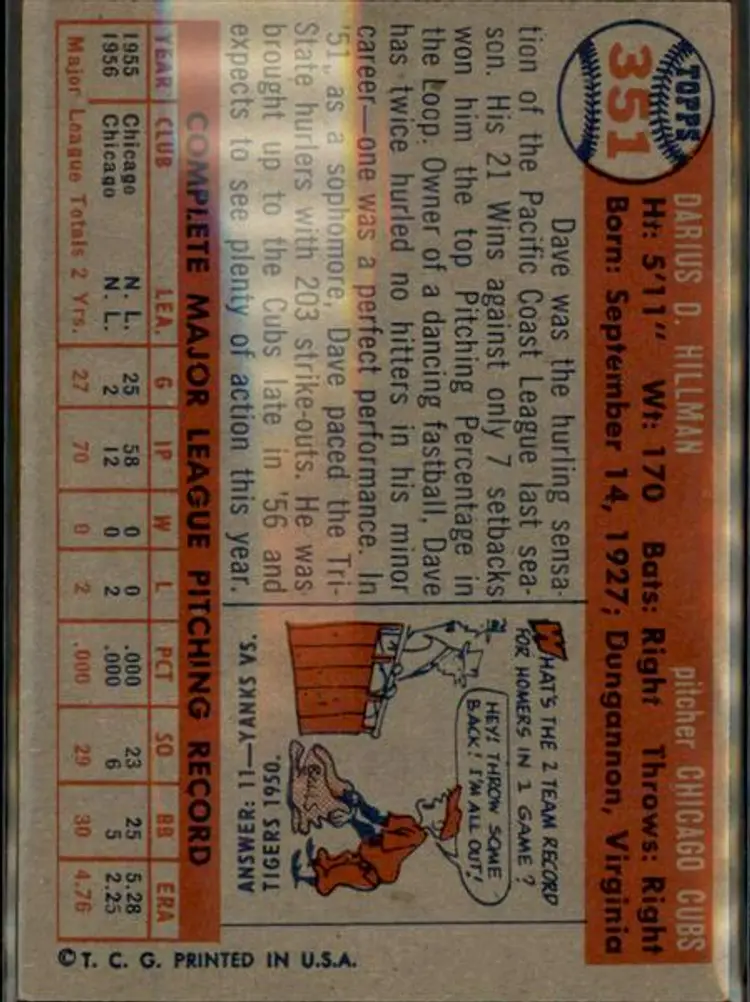 TOPPS
351
DARIUS D. HILLMAN pitcher CHICAGO CUBS
Ht: 5'11" Wt: 170 Bats: Right Throws: Right
Born: September 14, 1927; Dungannon, Virginia
Dave was the hurling sensa-
tion of the Pacific Coast League last sea-
son. His 21 Wins against only 7 setbacks
won him the top Pitching Percentage in
the Loop. Owner of a dancing fastball, Dave
has twice hurled no hitters in his minor
career—one was a perfect performance. In
'51, as a sophomore, Dave paced the Tri-
State hurlers with 203 strike-outs. He was
brought up to the Cubs late in '56 and
expects to see plenty of action this year.
WHAT'S THE 2 TEAM RECORD
FOR HOMERS IN 1 GAME?
HEY! THROW SOME
BACK! I'M ALL OUT!
BALLS
ANSWER: 11—YANKS VS.
TIGERS 1950.
COMPLETE MAJOR LEAGUE PITCHING RECORD
YEAR CLUB LEA. G IP W L PCT SO BB ERA
1955 Chicago N. L. 25 58 0 0 .000 23 25 5.28
1956 Chicago N. L. 2 12 0 2 .000 6 5 2.25
Major League Totals 2 Yrs. 27 70 0 2 .000 29 30 4.76
© T. C. G. PRINTED IN U.S.A.